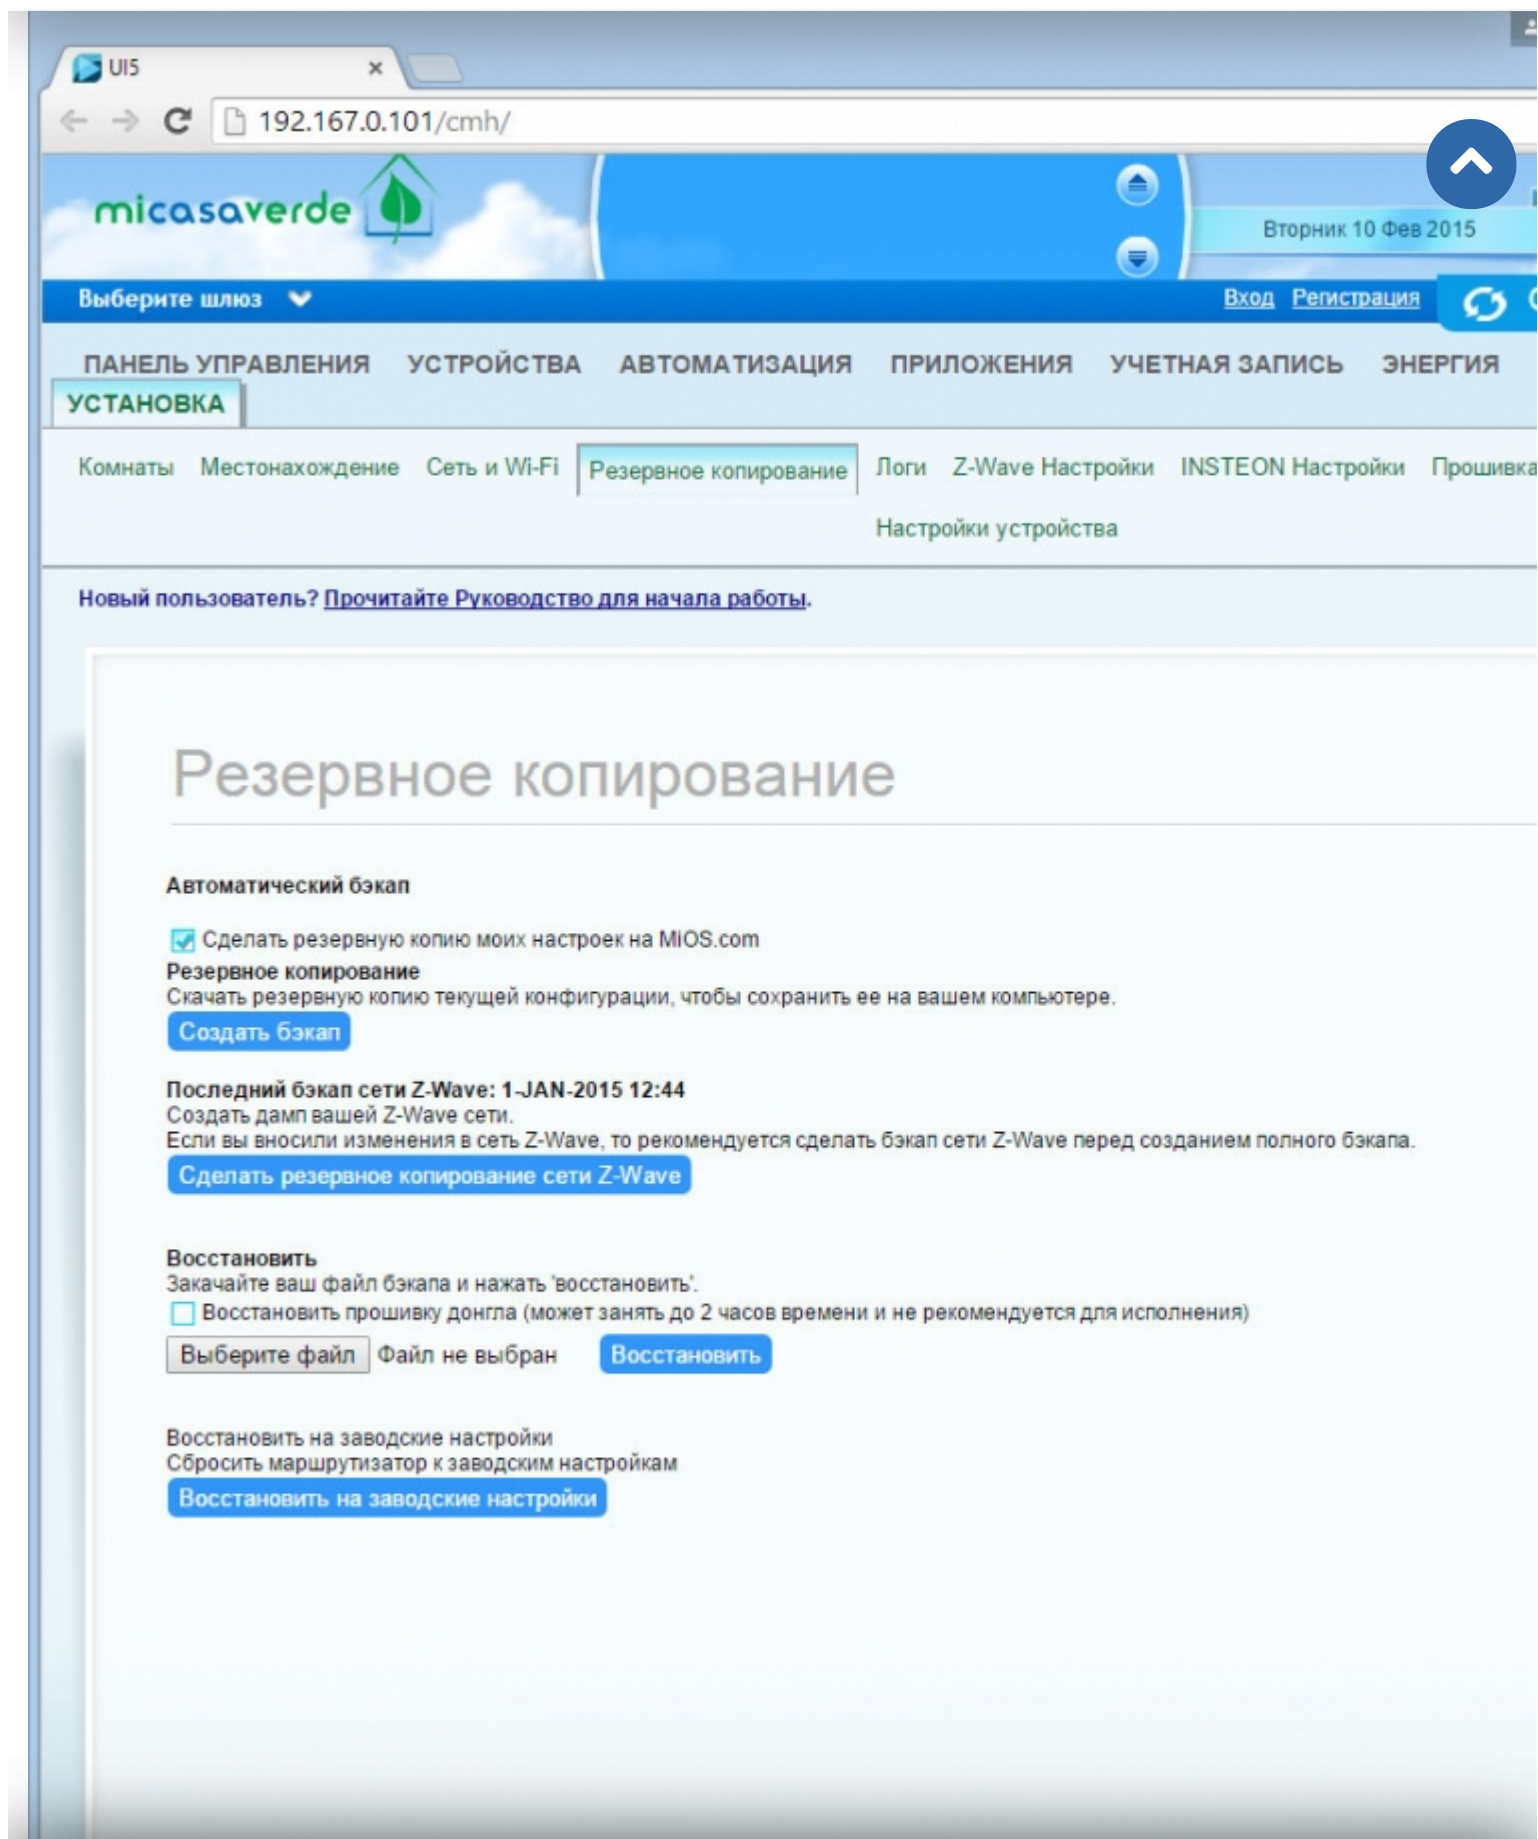 UI5
192.167.0.101/cmh/
micasaverde
Вторник 10 Фев 2015
Выберите шлюз
Вход Регистрация
ПАНЕЛЬ УПРАВЛЕНИЯ УСТРОЙСТВА АВТОМАТИЗАЦИЯ ПРИЛОЖЕНИЯ УЧЕТНАЯ ЗАПИСЬ ЭНЕРГИЯ
УСТАНОВКА
Комнаты Местонахождение Сеть и Wi-Fi Резервное копирование Логи Z-Wave Настройки INSTEON Настройки Прошивка
Настройки устройства
Новый пользователь? Прочитайте Руководство для начала работы.
Резервное копирование
Автоматический бэкап
Сделать резервную копию моих настроек на MiOS.com
Резервное копирование
Скачать резервную копию текущей конфигурации, чтобы сохранить ее на вашем компьютере.
Создать бэкап
Последний бэкап сети Z-Wave: 1-JAN-2015 12:44
Создать дамп вашей Z-Wave сети.
Если вы вносили изменения в сеть Z-Wave, то рекомендуется сделать бэкап сети Z-Wave перед созданием полного бэкапа.
Сделать резервное копирование сети Z-Wave
Восстановить
Закачайте ваш файл бэкапа и нажать 'восстановить'.
Восстановить прошивку донгла (может занять до 2 часов времени и не рекомендуется для исполнения)
Выберите файл Файл не выбран Восстановить
Восстановить на заводские настройки
Сбросить маршрутизатор к заводским настройкам
Восстановить на заводские настройки